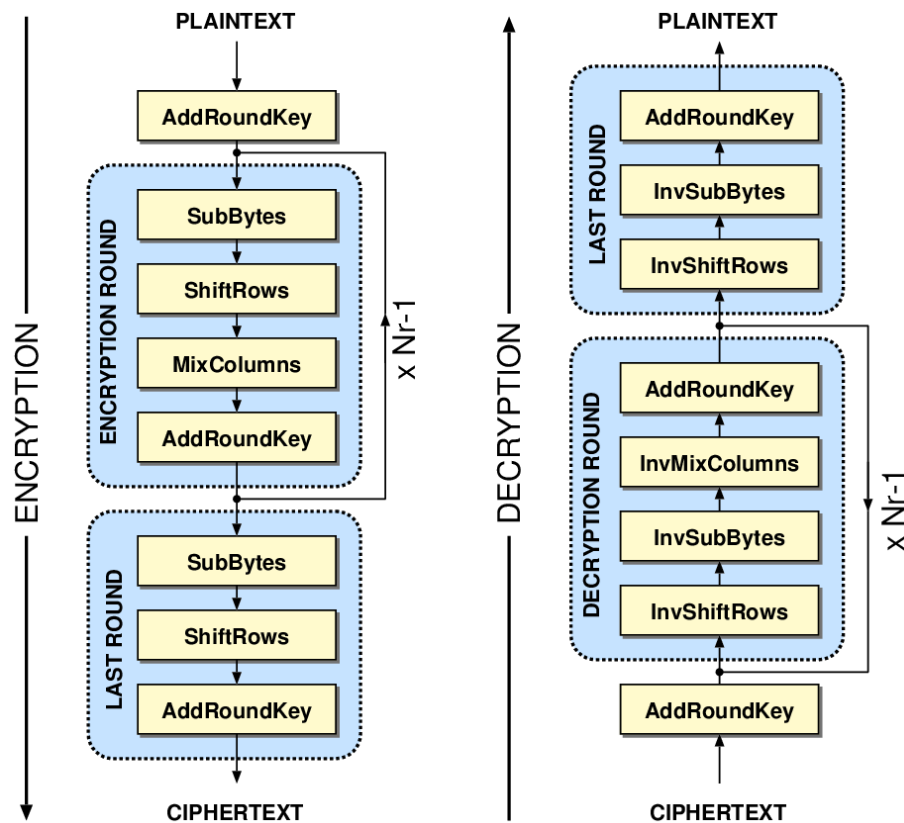 PLAINTEXT
AddRoundKey
ENCRYPTION ROUND
SubBytes
ShiftRows
MixColumns
AddRoundKey
x Nr-1
ENCRYPTION
LAST ROUND
SubBytes
ShiftRows
AddRoundKey
CIPHERTEXT
PLAINTEXT
LAST ROUND
AddRoundKey
InvSubBytes
InvShiftRows
DECRYPTION
DECRYPTION ROUND
AddRoundKey
InvMixColumns
InvSubBytes
InvShiftRows
x Nr-1
AddRoundKey
CIPHERTEXT